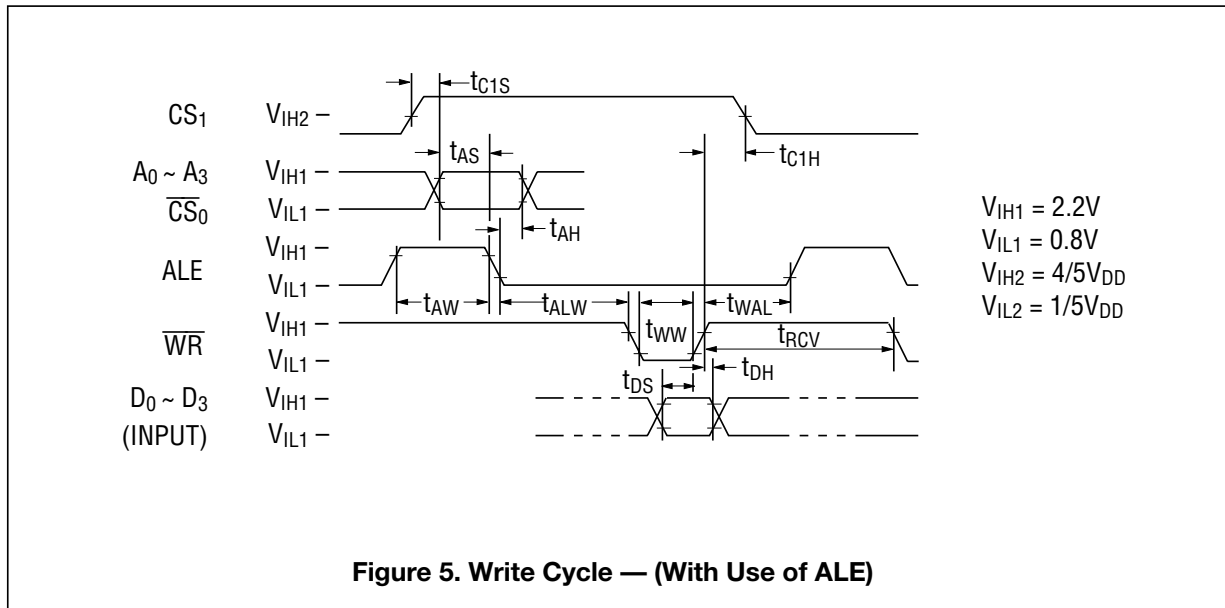 tC1S
CS1 VIH2 –
tAS
tC1H
A0 ~ A3 VIH1 –
C̅S̅0 VIL1 –
tAH
VIH1 –
ALE VIL1 –
tAW tALW tWAL
VIH1 –
tWW
tRCV
W̅R̅
VIL1 –
tDS tDH
D0 ~ D3 VIH1 –
(INPUT) VIL1 –
VIH1 = 2.2V
VIL1 = 0.8V
VIH2 = 4/5VDD
VIL2 = 1/5VDD
Figure 5. Write Cycle — (With Use of ALE)